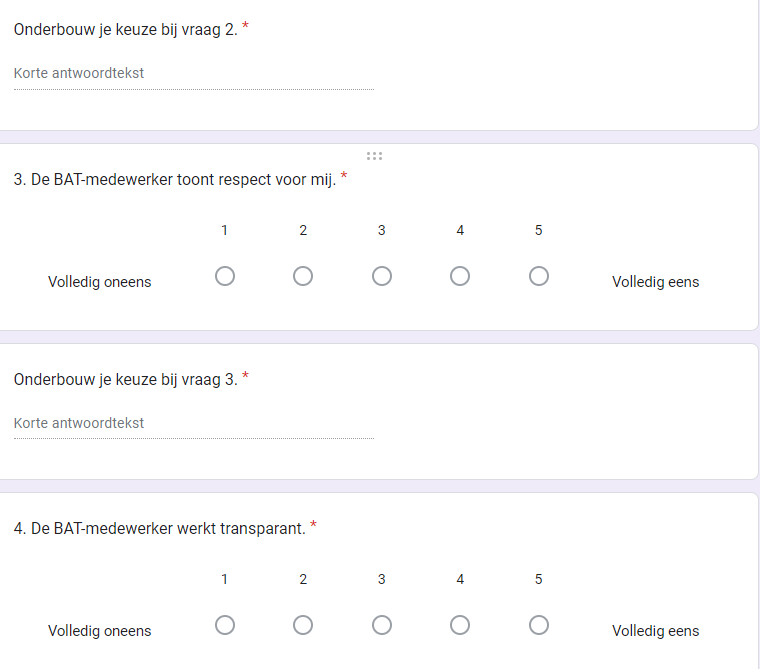 Onderbouw je keuze bij vraag 2. *
Korte antwoordtekst
3. De BAT-medewerker toont respect voor mij. *
1 2 3 4 5
Volledig oneens Volledig eens
Onderbouw je keuze bij vraag 3. *
Korte antwoordtekst
4. De BAT-medewerker werkt transparant. *
1 2 3 4 5
Volledig oneens Volledig eens